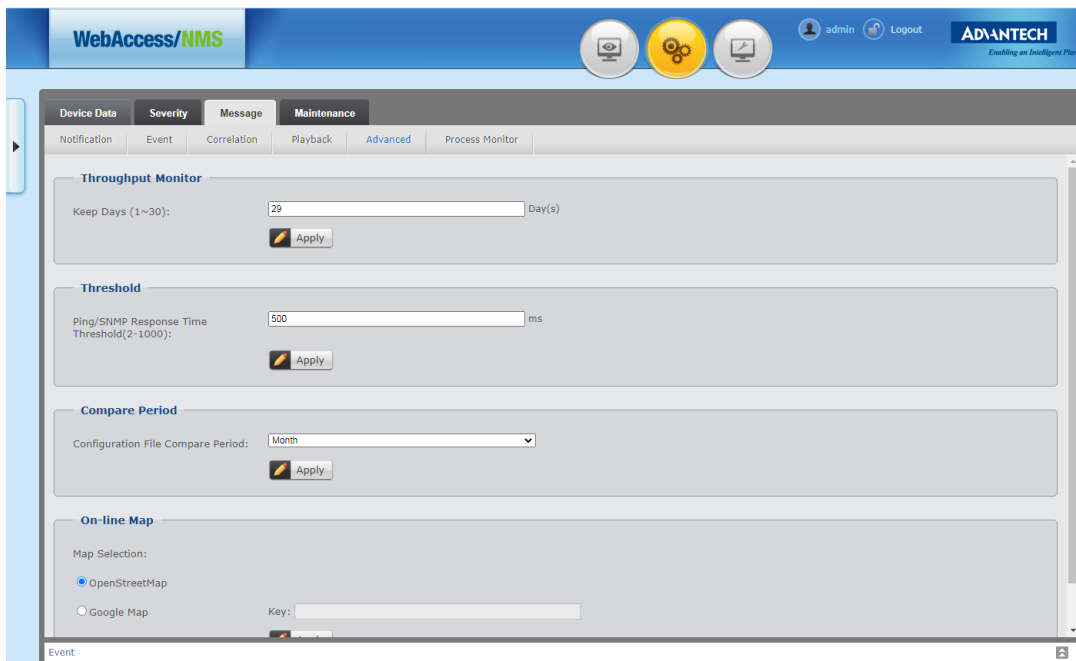 WebAccess/NMS
admin
Logout
ADVANTECH
Enabling an Intelligent Plan
Device Data
Severity
Message
Maintenance
Notification
Event
Correlation
Playback
Advanced
Process Monitor
Throughput Monitor
Keep Days (1~30):
29
Day(s)
Apply
Threshold
Ping/SNMP Response Time
Threshold(2-1000):
500
ms
Apply
Compare Period
Configuration File Compare Period:
Month
Apply
On-line Map
Map Selection:
OpenStreetMap
Google Map
Key:
Event